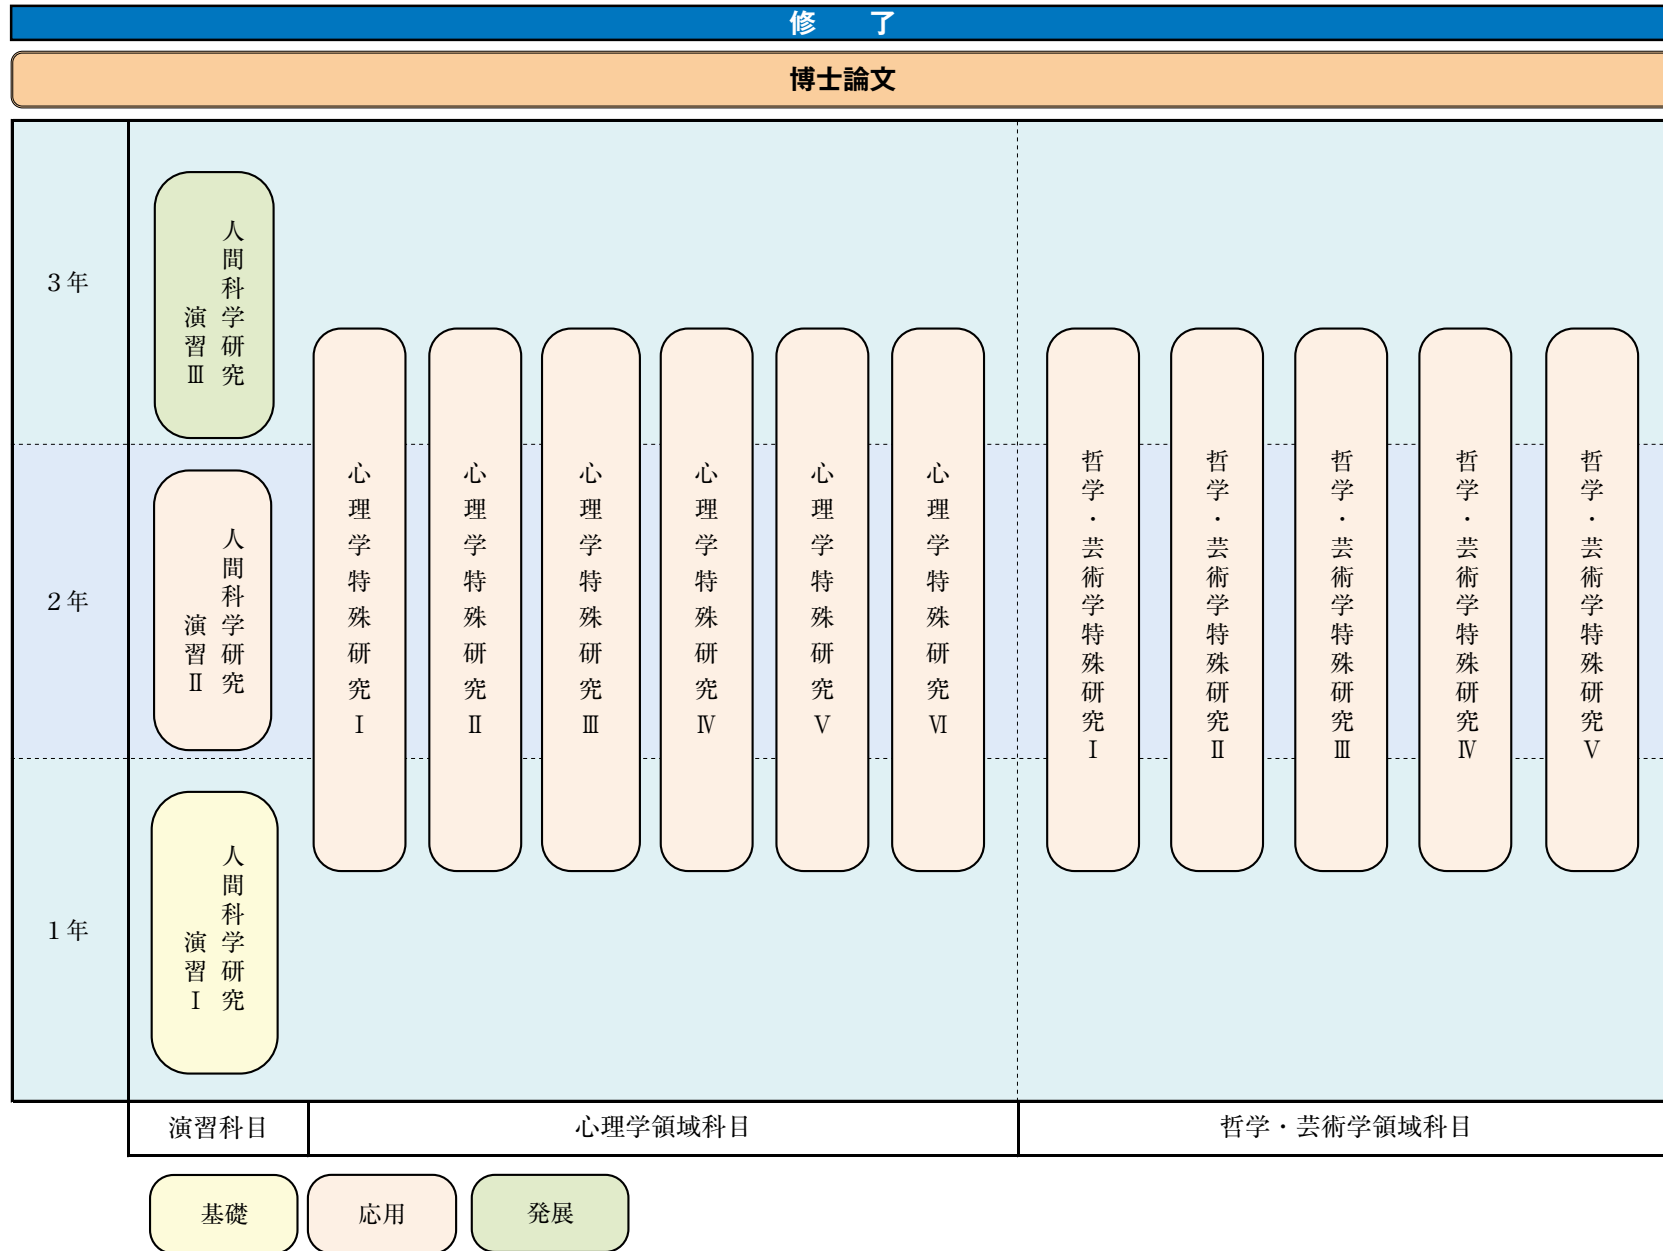 修　了
博士論文
3年
人間科学研究
演習Ⅲ
2年
人間科学研究
演習Ⅱ
1年
人間科学研究
演習Ⅰ
心理学特殊研究Ⅰ
心理学特殊研究Ⅱ
心理学特殊研究Ⅲ
心理学特殊研究Ⅳ
心理学特殊研究Ⅴ
心理学特殊研究Ⅵ
哲学・芸術学特殊研究Ⅰ
哲学・芸術学特殊研究Ⅱ
哲学・芸術学特殊研究Ⅲ
哲学・芸術学特殊研究Ⅳ
哲学・芸術学特殊研究Ⅴ
演習科目
心理学領域科目
哲学・芸術学領域科目
基礎
応用
発展